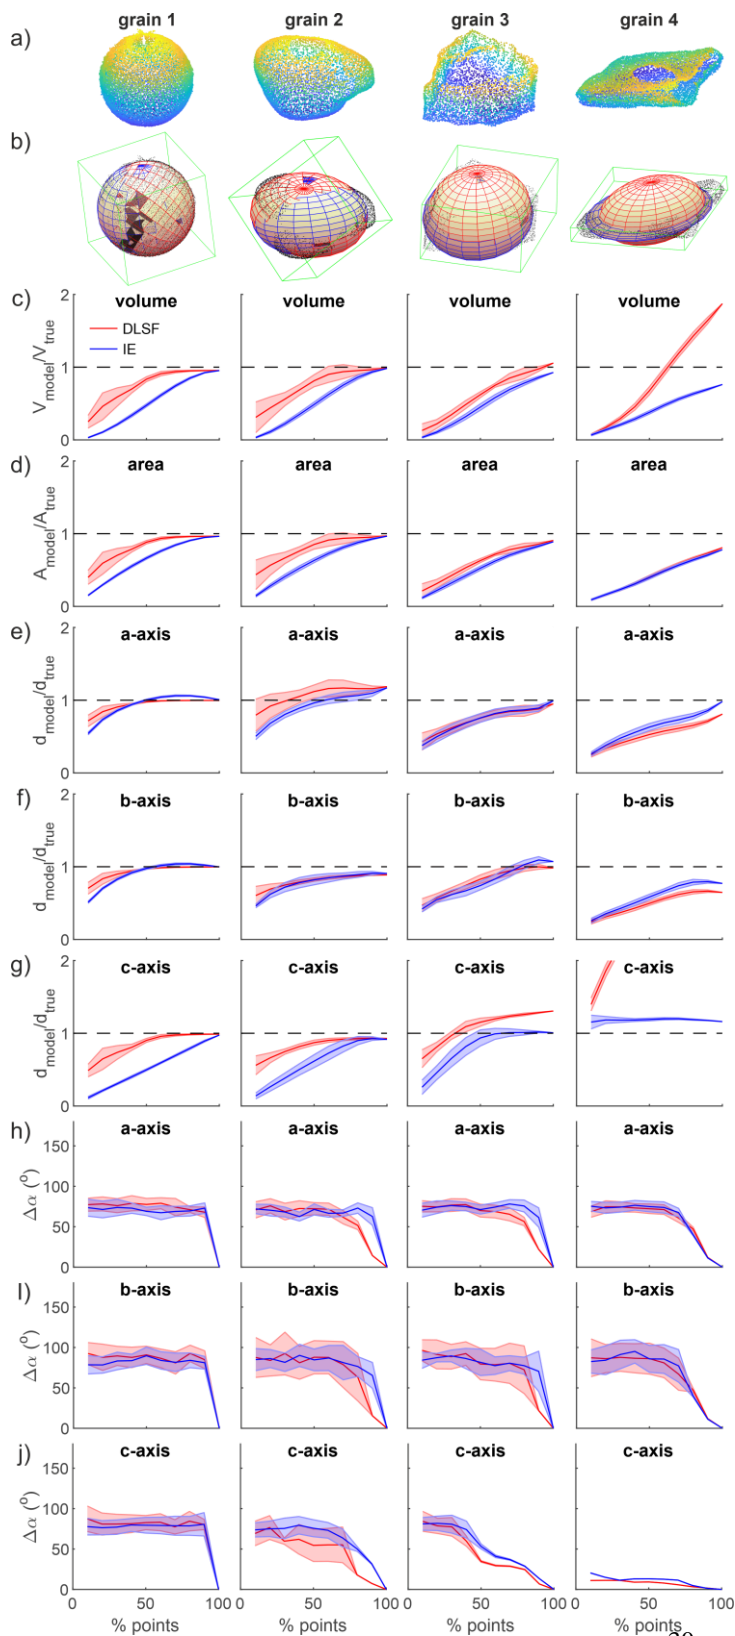 grain 1 grain 2 grain 3 grain 4
a)
b)
c) volume volume volume volume
V_model/V_true
2
1
0
DLSF
IE
d) area area area area
A_model/A_true
2
1
0
e) a-axis a-axis a-axis a-axis
d_model/d_true
2
1
0
f) b-axis b-axis b-axis b-axis
d_model/d_true
2
1
0
g) c-axis c-axis c-axis c-axis
d_model/d_true
2
1
0
h) a-axis a-axis a-axis a-axis
Δα (°)
150
100
50
0
I) b-axis b-axis b-axis b-axis
Δα (°)
150
100
50
0
j) c-axis c-axis c-axis c-axis
Δα (°)
150
100
50
0
0 50 100 0 50 100 0 50 100 0 50 100
% points % points % points % points